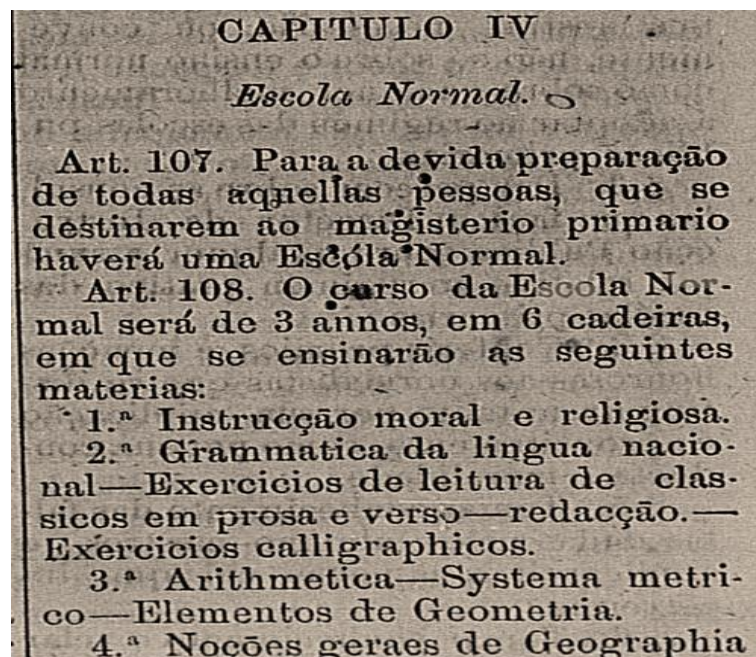 CAPITULO IV
Escola Normal.
Art. 107. Para a devida preparação
de todas aquellas pessoas, que se
destinarem ao magisterio primario
haverá uma Escóla Normal.
Art. 108. O curso da Escola Nor-
mal será de 3 annos, em 6 cadeiras,
em que se ensinarão as seguintes
materias:
1.ª Instrucção moral e religiosa.
2.ª Grammatica da lingua nacio-
nal—Exercicios de leitura de clas-
sicos em prosa e verso—redacção.—
Exercicios calligraphicos.
3.ª Arithmetica—Systema metri-
co—Elementos de Geometria.
4.ª Noções geraes de Geographia